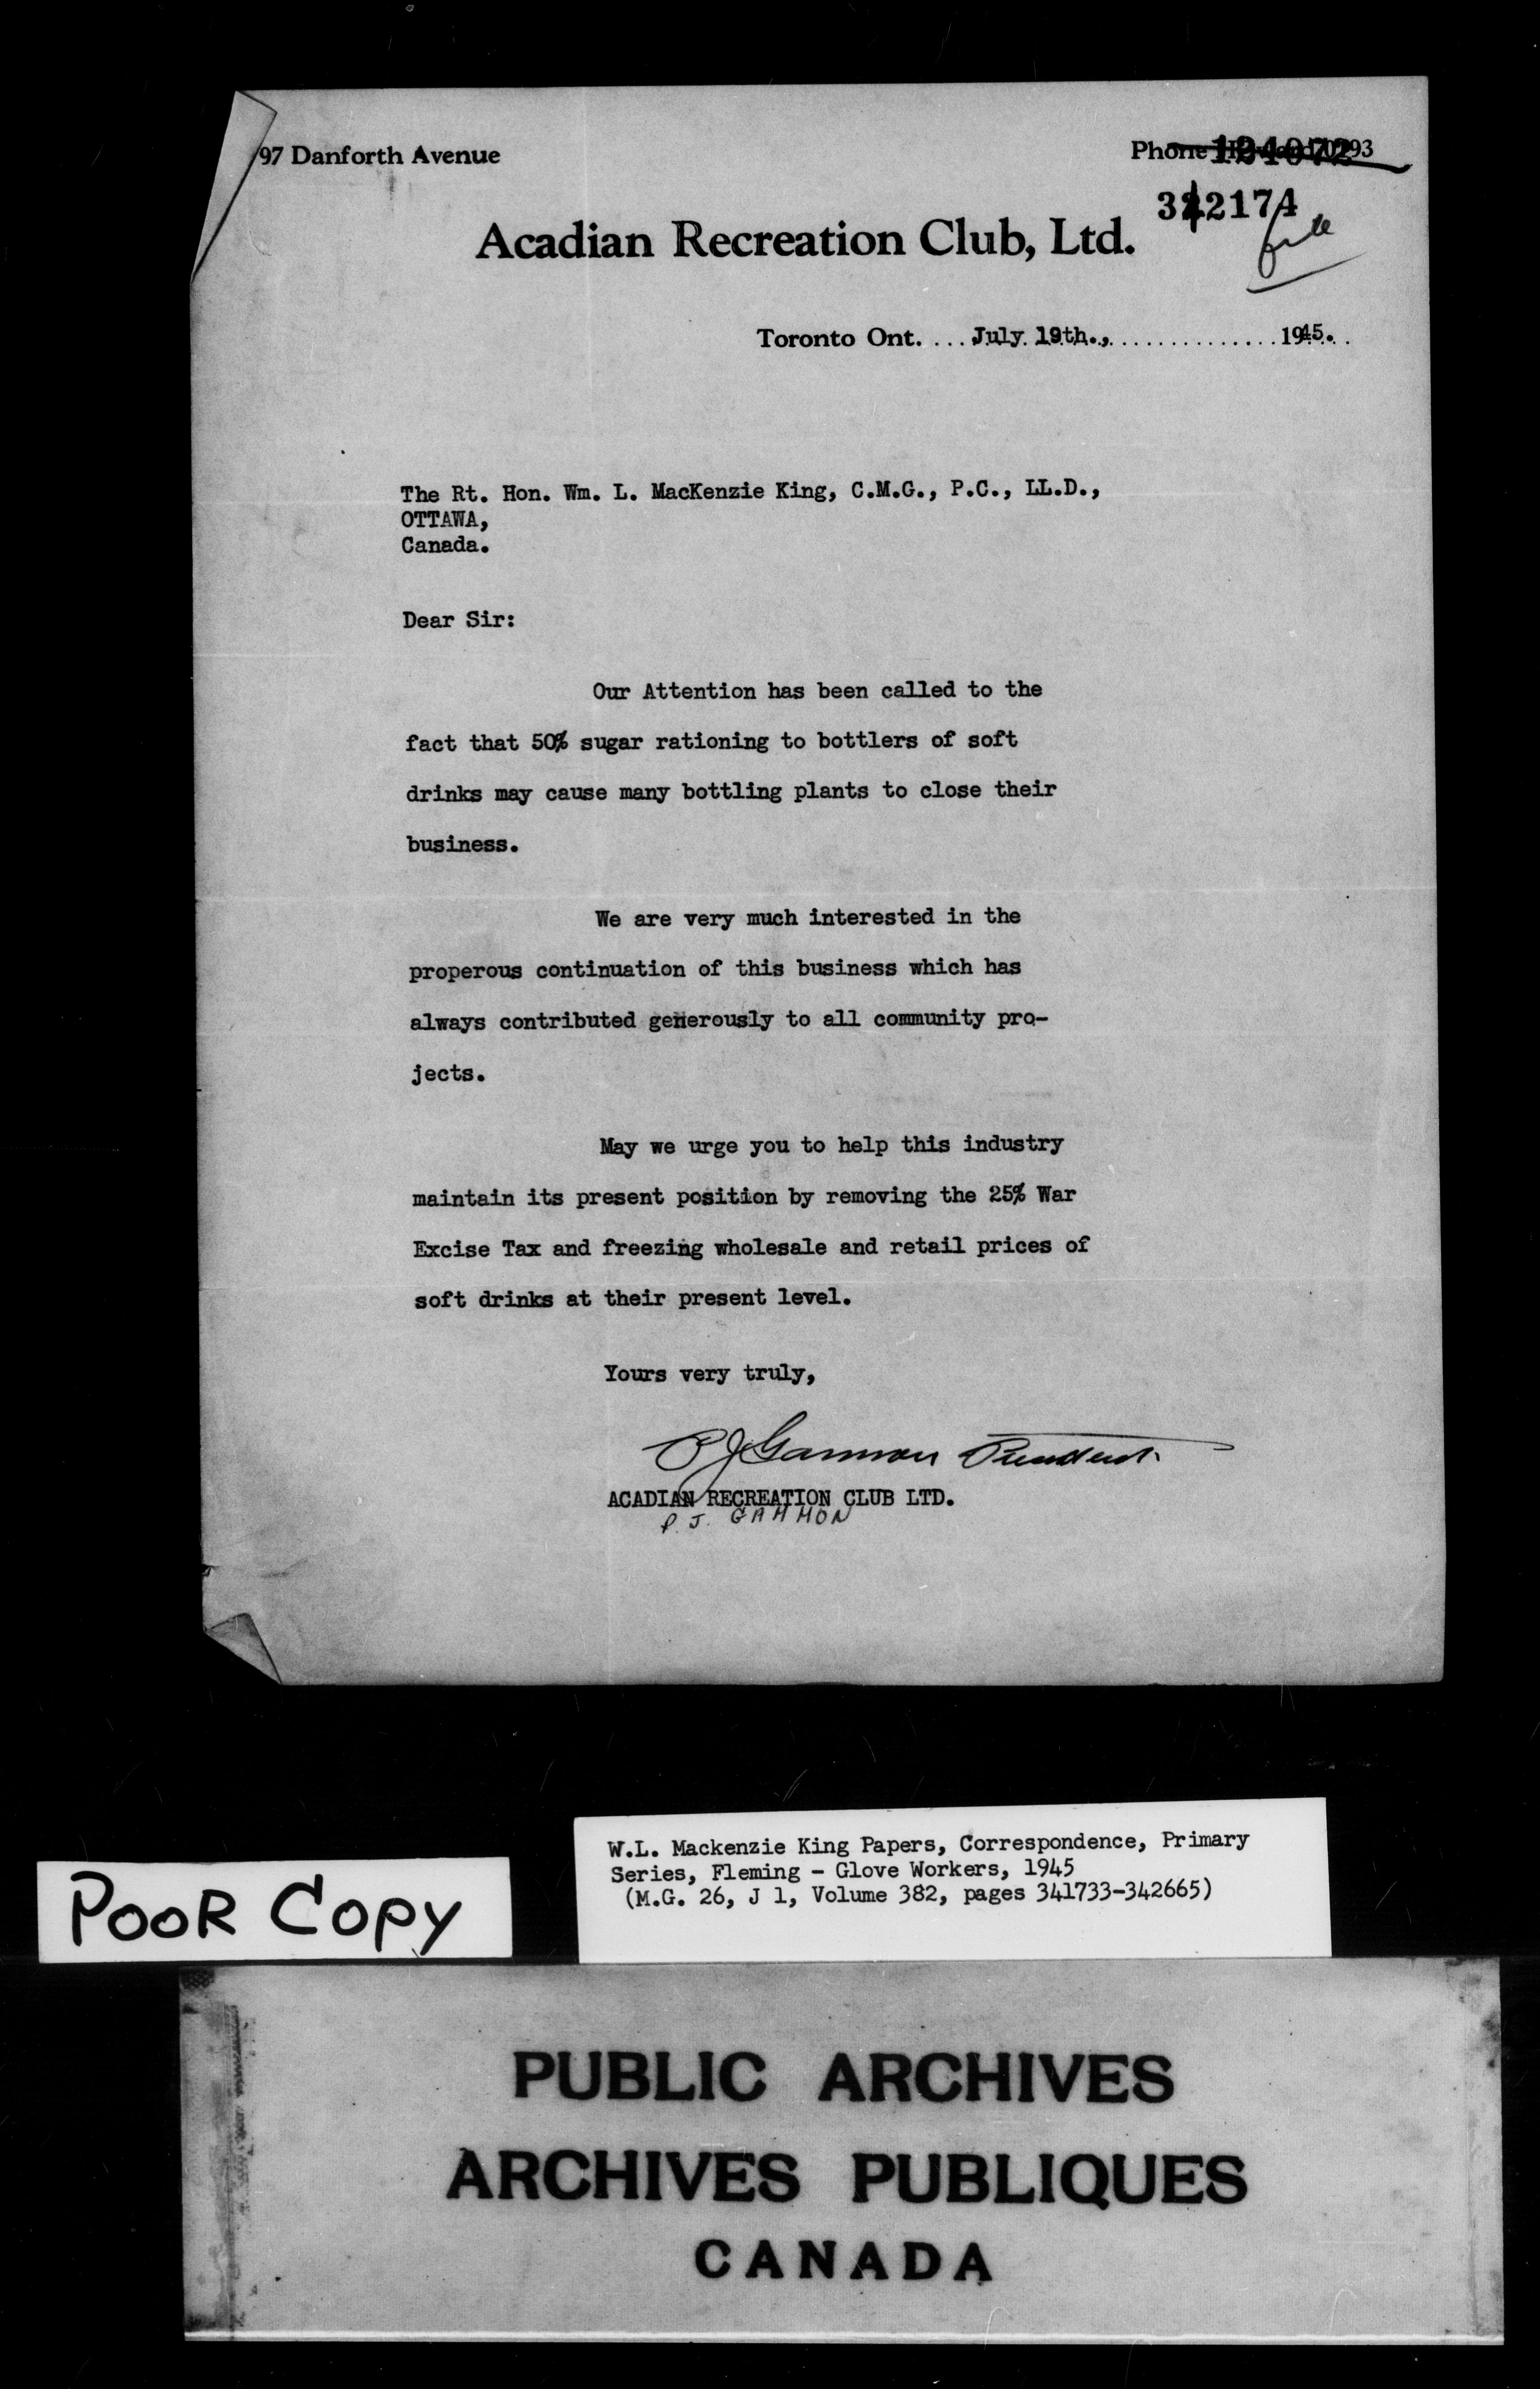 97 Danforth Avenue
Phone
342174
file
Acadian Recreation Club, Ltd.
Toronto Ont. ... July 19th., ............... 1945. .
The Rt. Hon. Wm. L. MacKenzie King, C.M.G., P.C., LL.D.,
OTTAWA,
Canada.
Dear Sir:
Our Attention has been called to the
fact that 50% sugar rationing to bottlers of soft
drinks may cause many bottling plants to close their
business.
We are very much interested in the
properous continuation of this business which has
always contributed generously to all community pro-
jects.
May we urge you to help this industry
maintain its present position by removing the 25% War
Excise Tax and freezing wholesale and retail prices of
soft drinks at their present level.
Yours very truly,
P J Gammon President.
ACADIAN RECREATION CLUB LTD.
P. J. GAMMON
W.L. Mackenzie King Papers, Correspondence, Primary
Series, Fleming - Glove Workers, 1945
(M.G. 26, J 1, Volume 382, pages 341733-342665)
POOR COPY
PUBLIC ARCHIVES
ARCHIVES PUBLIQUES
CANADA